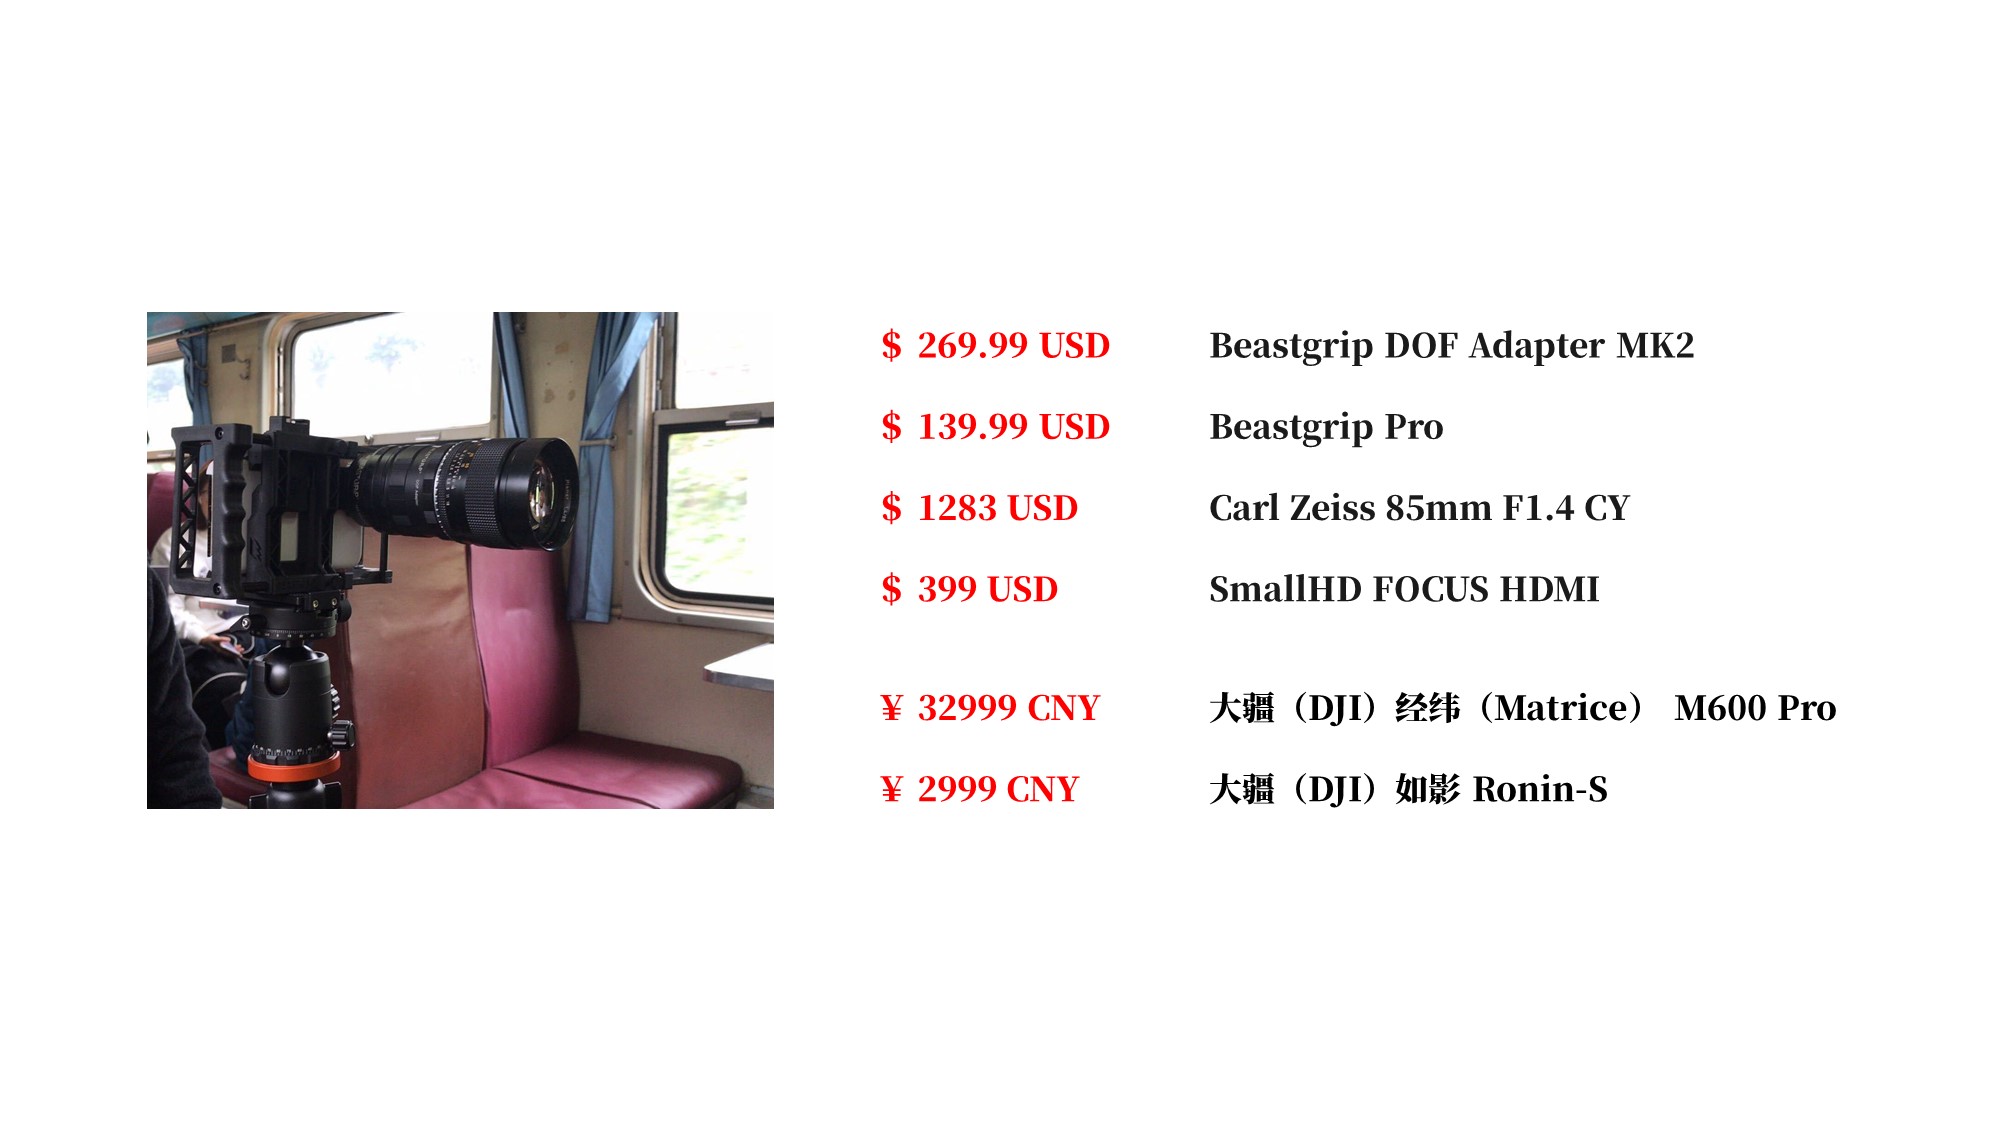 $ 269.99 USD Beastgrip DOF Adapter MK2
$ 139.99 USD Beastgrip Pro
$ 1283 USD Carl Zeiss 85mm F1.4 CY
$ 399 USD SmallHD FOCUS HDMI
¥ 32999 CNY 大疆（DJI）经纬（Matrice） M600 Pro
¥ 2999 CNY 大疆（DJI）如影 Ronin-S